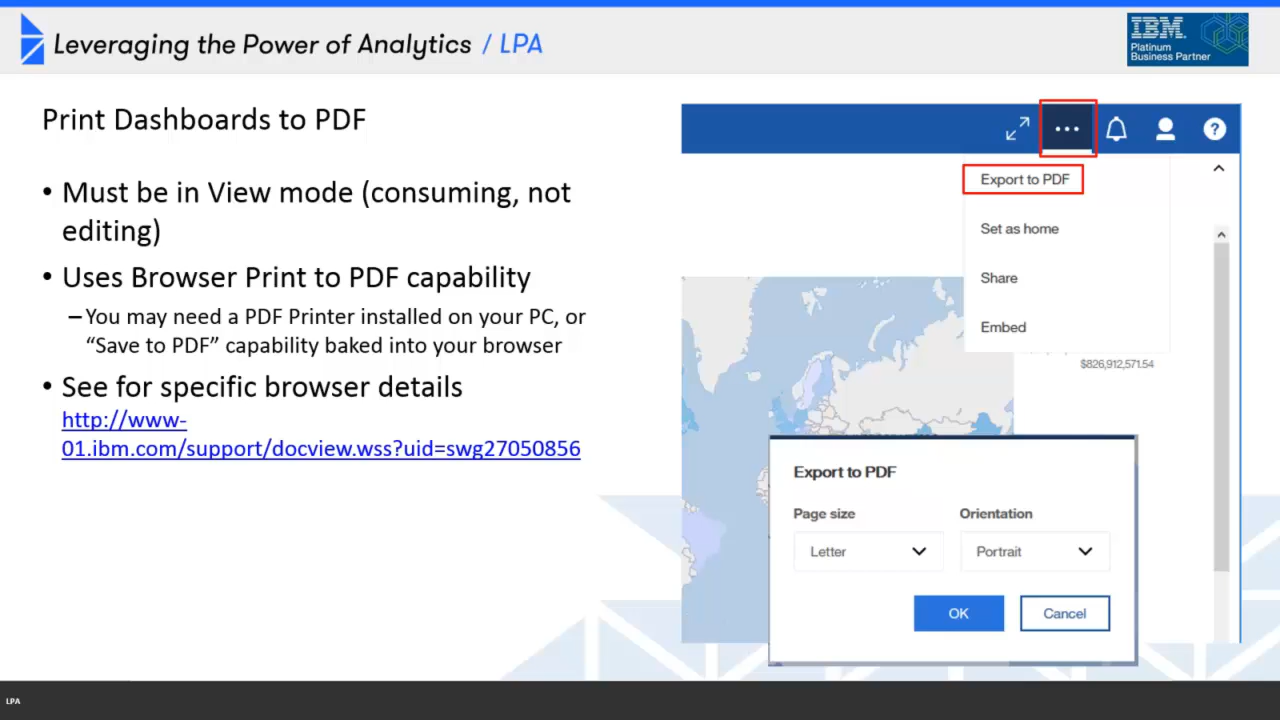 Leveraging the Power of Analytics / LPA
IBM.
Platinum
Business Partner
Print Dashboards to PDF
• Must be in View mode (consuming, not
editing)
• Uses Browser Print to PDF capability
– You may need a PDF Printer installed on your PC, or
“Save to PDF” capability baked into your browser
• See for specific browser details
http://www-
01.ibm.com/support/docview.wss?uid=swg27050856
Export to PDF
Set as home
Share
Embed
$826,912,571.54
Export to PDF
Page size
Orientation
Letter
Portrait
OK
Cancel
LPA